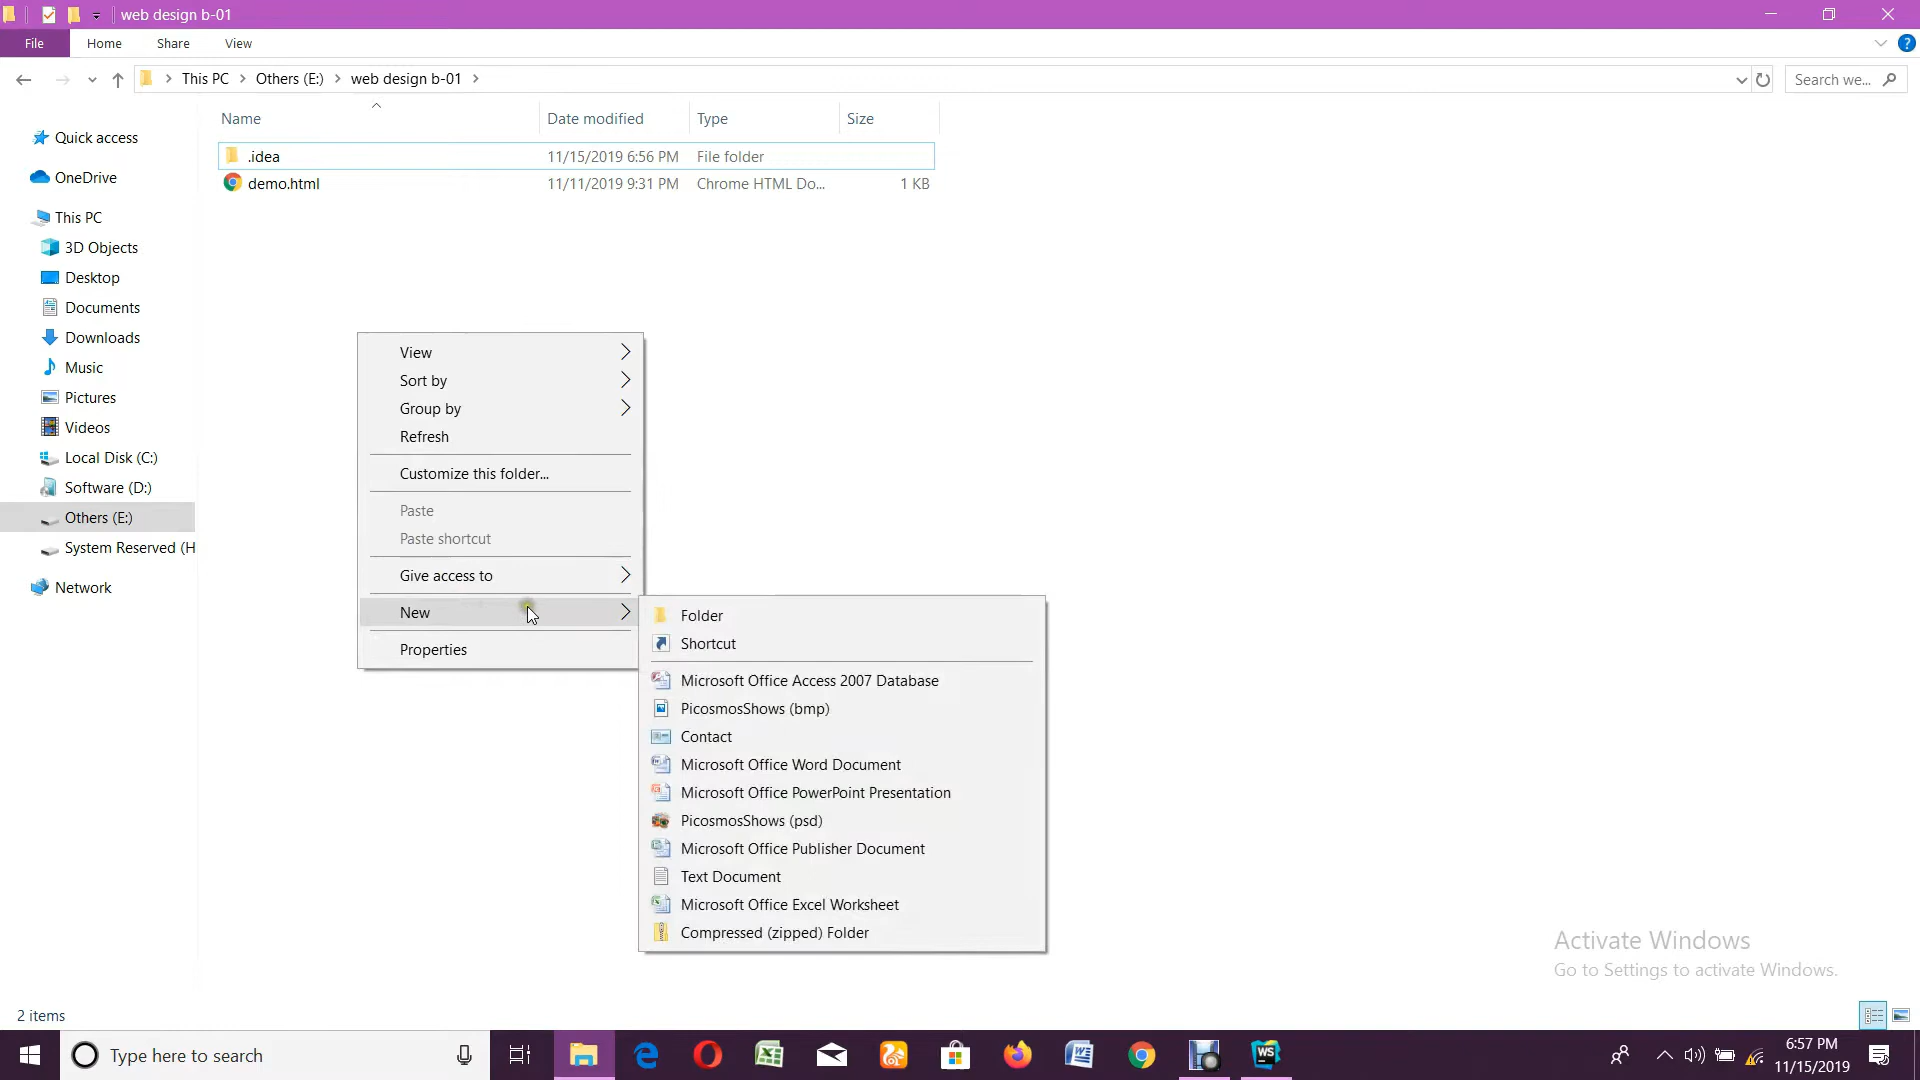 web design b-01
File Home Share View
This PC Others (E:) web design b-01
Search we...
Name Date modified Type Size
.idea 11/15/2019 6:56 PM File folder
demo.html 11/11/2019 9:31 PM Chrome HTML Do... 1 KB
Quick access
OneDrive
This PC
3D Objects
Desktop
Documents
Downloads
Music
Pictures
Videos
Local Disk (C:)
Software (D:)
Others (E:)
System Reserved (H
Network
View
Sort by
Group by
Refresh
Customize this folder...
Paste
Paste shortcut
Give access to
New
Properties
Folder
Shortcut
Microsoft Office Access 2007 Database
PicosmosShows (bmp)
Contact
Microsoft Office Word Document
Microsoft Office PowerPoint Presentation
PicosmosShows (psd)
Microsoft Office Publisher Document
Text Document
Microsoft Office Excel Worksheet
Compressed (zipped) Folder
Activate Windows
Go to Settings to activate Windows.
2 items
Type here to search
WS
6:57 PM
11/15/2019